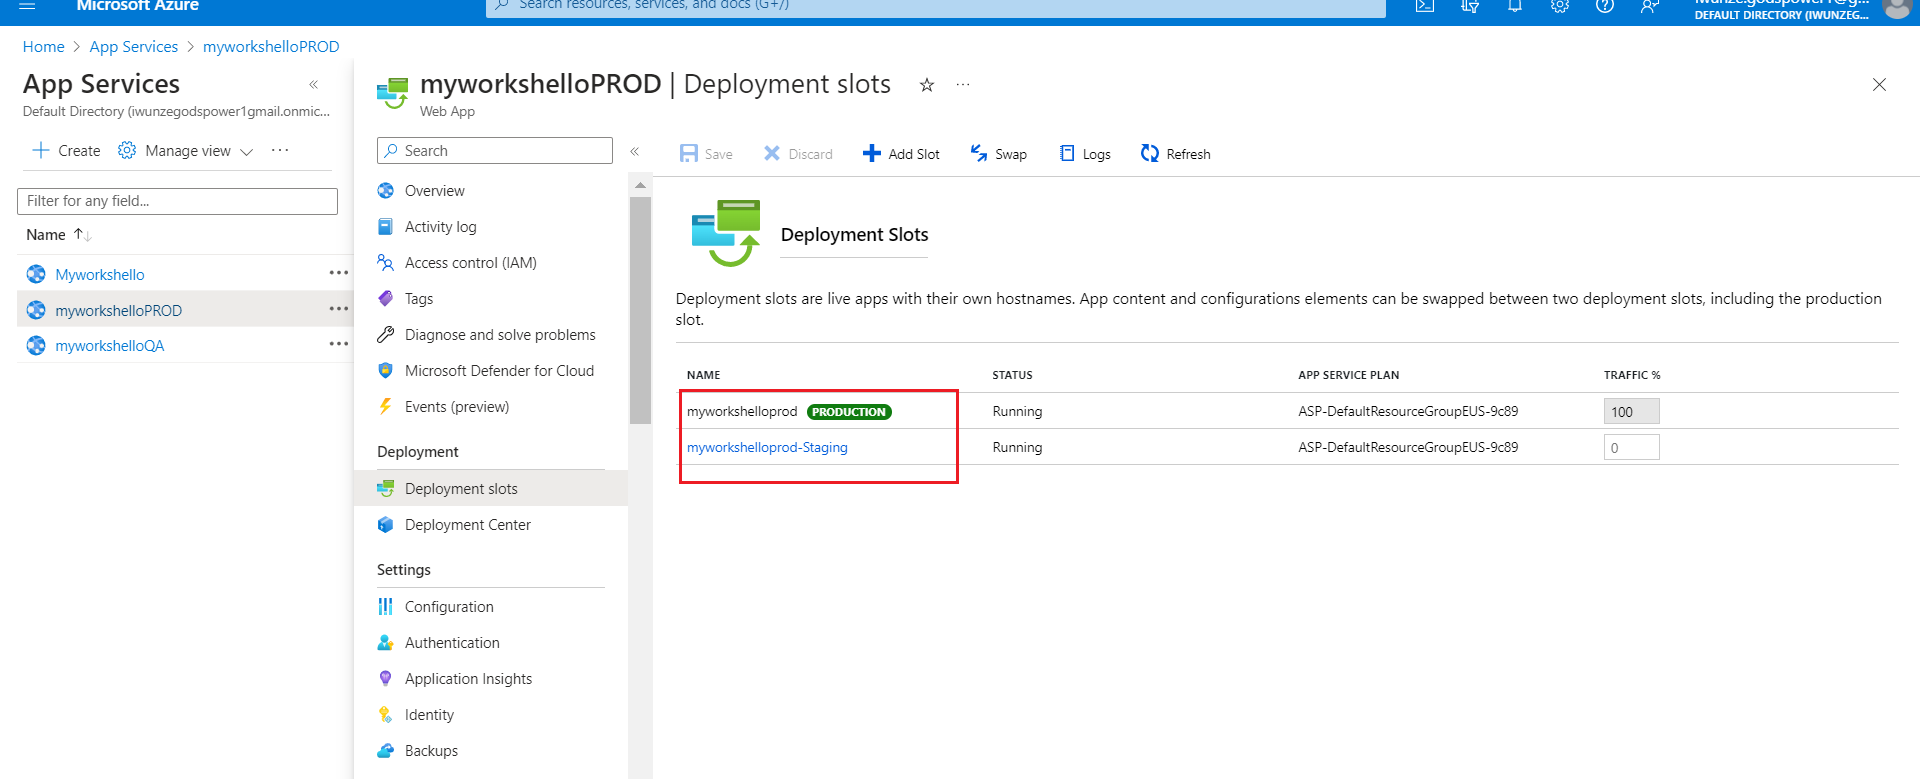 Microsoft Azure
Search resources, services, and docs (G+/)
iwunze.godspower1@g...
DEFAULT DIRECTORY (IWUNZEG...
Home > App Services > myworkshelloPROD
App Services
Default Directory (iwunzegodspower1gmail.onmic...
Create
Manage view
Filter for any field...
Name
Myworkshello
myworkshelloPROD
myworkshelloQA
myworkshelloPROD | Deployment slots
Web App
Search
Overview
Activity log
Access control (IAM)
Tags
Diagnose and solve problems
Microsoft Defender for Cloud
Events (preview)
Deployment
Deployment slots
Deployment Center
Settings
Configuration
Authentication
Application Insights
Identity
Backups
Save Discard Add Slot Swap Logs Refresh
Deployment Slots
Deployment slots are live apps with their own hostnames. App content and configurations elements can be swapped between two deployment slots, including the production
slot.
NAME STATUS APP SERVICE PLAN TRAFFIC %
myworkshelloprod PRODUCTION Running ASP-DefaultResourceGroupEUS-9c89 100
myworkshelloprod-Staging Running ASP-DefaultResourceGroupEUS-9c89 0